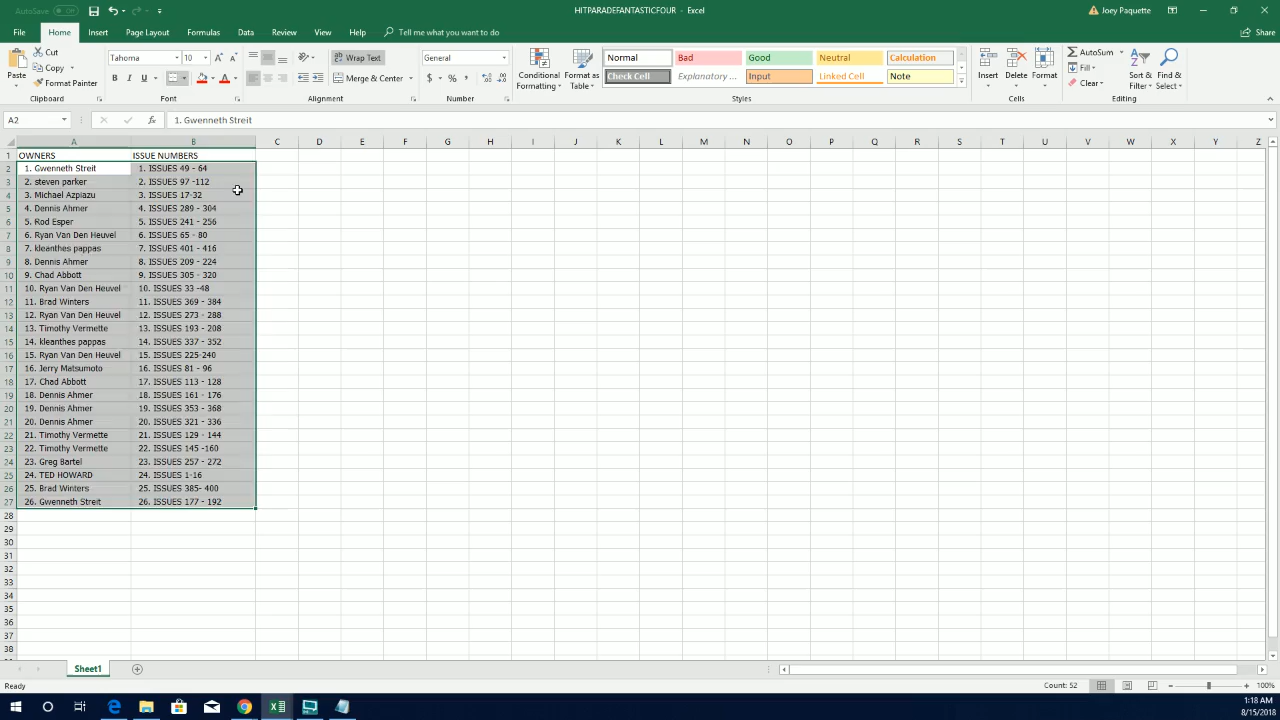 AutoSave Off
HITPARADEFANTASTICFOUR - Excel
Joey Paquette
File Home Insert Page Layout Formulas Data Review View Help Tell me what you want to do Share
Paste Cut Copy Format Painter Clipboard
Tahoma 10 B I U A A A Font
Wrap Text Merge & Center Alignment
General $ % , Number
Conditional Formatting Format as Table
Normal Bad Good Neutral Calculation
Check Cell Explanary ... Input Linked Cell Note
Styles
Insert Delete Format Cells
AutoSum Fill Clear Sort & Filter Find & Select Editing
A2 fx 1. Gwenneth Streit
A B C D E F G H I J K L M N O P Q R S T U V W X Y Z
1 OWNERS ISSUE NUMBERS
2 1. Gwenneth Streit 1. ISSUES 49 - 64
3 2. steven parker 2. ISSUES 97 -112
4 3. Michael Azpiazu 3. ISSUES 17-32
5 4. Dennis Ahmer 4. ISSUES 289 - 304
6 5. Rod Esper 5. ISSUES 241 - 256
7 6. Ryan Van Den Heuvel 6. ISSUES 65 - 80
8 7. kleanthes pappas 7. ISSUES 401 - 416
9 8. Dennis Ahmer 8. ISSUES 209 - 224
10 9. Chad Abbott 9. ISSUES 305 - 320
11 10. Ryan Van Den Heuvel 10. ISSUES 33 -48
12 11. Brad Winters 11. ISSUES 369 - 384
13 12. Ryan Van Den Heuvel 12. ISSUES 273 - 288
14 13. Timothy Vermette 13. ISSUES 193 - 208
15 14. kleanthes pappas 14. ISSUES 337 - 352
16 15. Ryan Van Den Heuvel 15. ISSUES 225-240
17 16. Jerry Matsumoto 16. ISSUES 81 - 96
18 17. Chad Abbott 17. ISSUES 113 - 128
19 18. Dennis Ahmer 18. ISSUES 161 - 176
20 19. Dennis Ahmer 19. ISSUES 353 - 368
21 20. Dennis Ahmer 20. ISSUES 321 - 336
22 21. Timothy Vermette 21. ISSUES 129 - 144
23 22. Timothy Vermette 22. ISSUES 145 -160
24 23. Greg Bartel 23. ISSUES 257 - 272
25 24. TED HOWARD 24. ISSUES 1-16
26 25. Brad Winters 25. ISSUES 385- 400
27 26. Gwenneth Streit 26. ISSUES 177 - 192
28
29
30
31
32
33
34
35
36
37
38
Sheet1
Ready Count: 52 100%
1:18 AM
8/15/2018